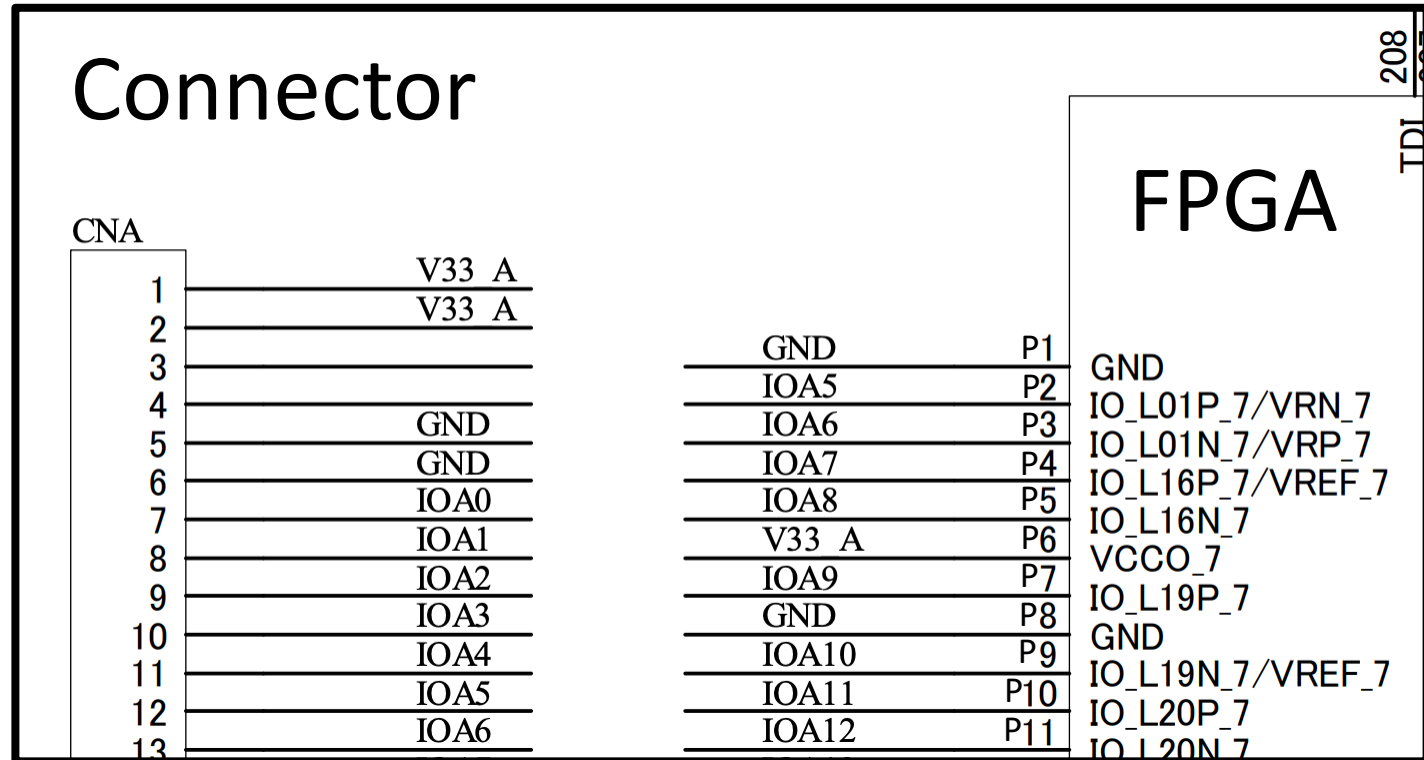 Connector
208
TDI
FPGA
CNA
1 V33_A
2 V33_A
3
4
5 GND
6 GND
7 IOA0
8 IOA1
9 IOA2
10 IOA3
11 IOA4
12 IOA5
13 IOA6
GND P1 GND
IOA5 P2 IO_L01P_7/VRN_7
IOA6 P3 IO_L01N_7/VRP_7
IOA7 P4 IO_L16P_7/VREF_7
IOA8 P5 IO_L16N_7
V33_A P6 VCCO_7
IOA9 P7 IO_L19P_7
GND P8 GND
IOA10 P9 IO_L19N_7/VREF_7
IOA11 P10 IO_L20P_7
IOA12 P11 IO_L20N_7